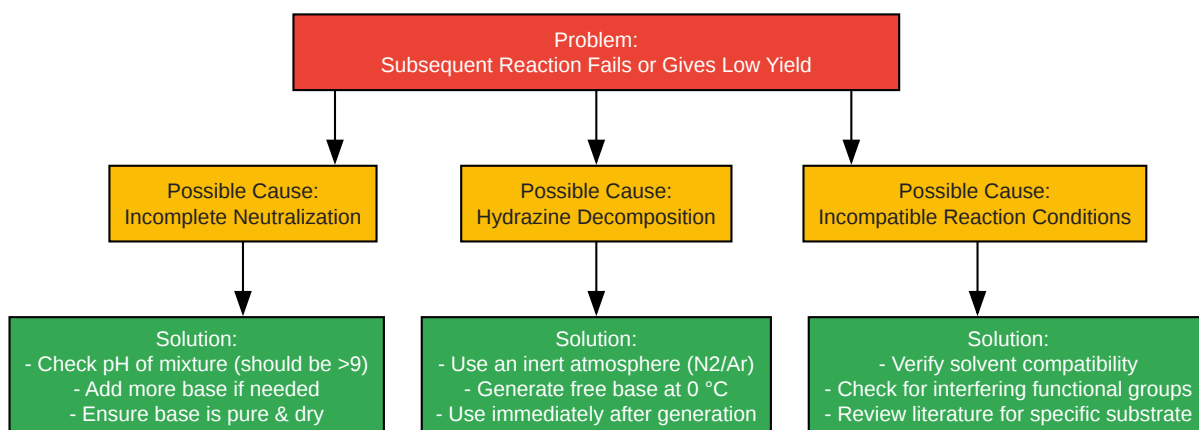 Problem:
Subsequent Reaction Fails or Gives Low Yield
Possible Cause:
Incomplete Neutralization
Possible Cause:
Hydrazine Decomposition
Possible Cause:
Incompatible Reaction Conditions
Solution:
- Check pH of mixture (should be >9)
- Add more base if needed
- Ensure base is pure & dry
Solution:
- Use an inert atmosphere (N2/Ar)
- Generate free base at 0 °C
- Use immediately after generation
Solution:
- Verify solvent compatibility
- Check for interfering functional groups
- Review literature for specific substrate